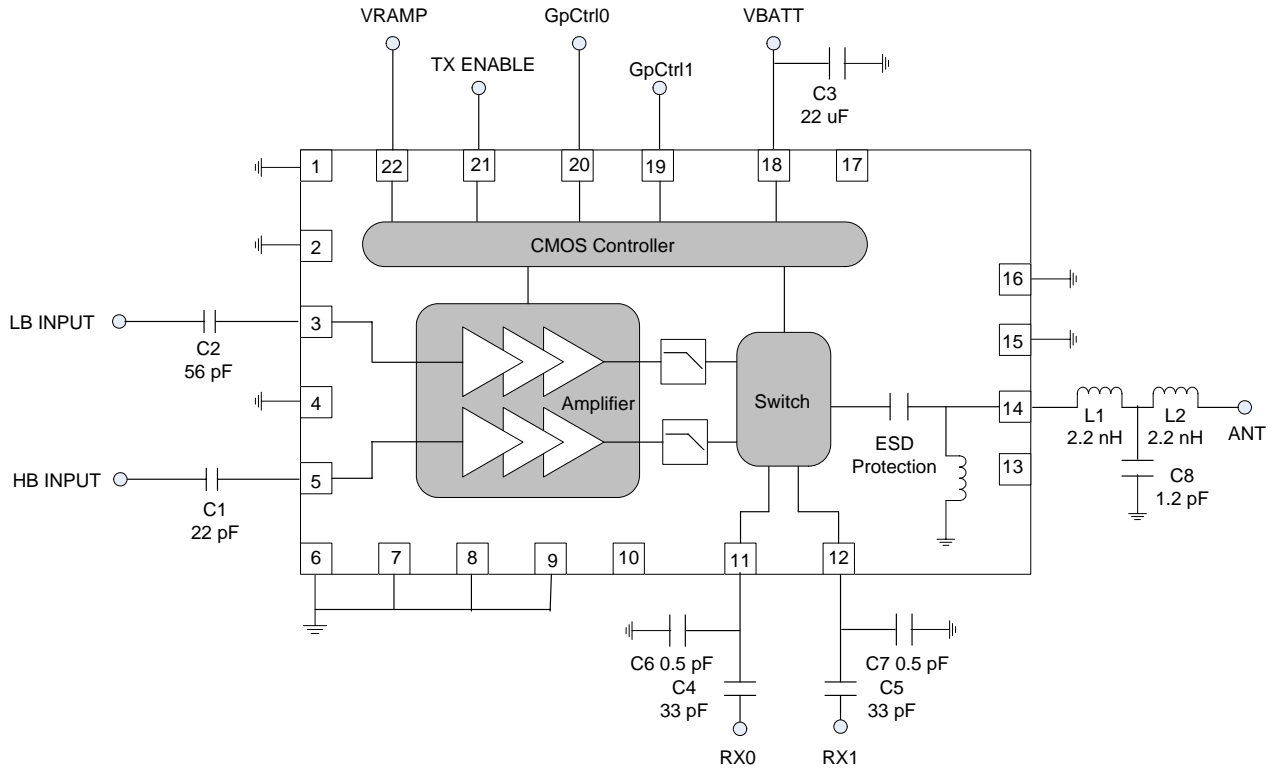 VRAMP
GpCtrl0
VBATT
TX ENABLE
GpCtrl1
C3
22 uF
1
22
21
20
19
18
17
2
CMOS Controller
16
LB INPUT
3
15
C2
56 pF
4
Amplifier
Switch
14
L1
2.2 nH
L2
2.2 nH
ANT
ESD
Protection
13
HB INPUT
5
C8
1.2 pF
C1
22 pF
6
7
8
9
10
11
12
C6 0.5 pF
C7 0.5 pF
C4
33 pF
C5
33 pF
RX0
RX1